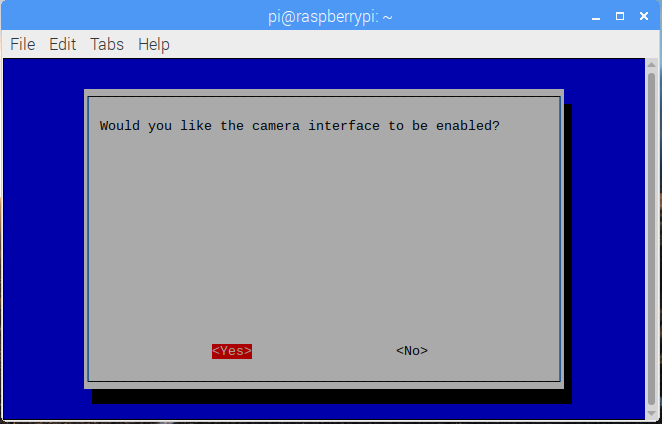 pi@raspberrypi: ~
File Edit Tabs Help
Would you like the camera interface to be enabled?
<Yes> <No>